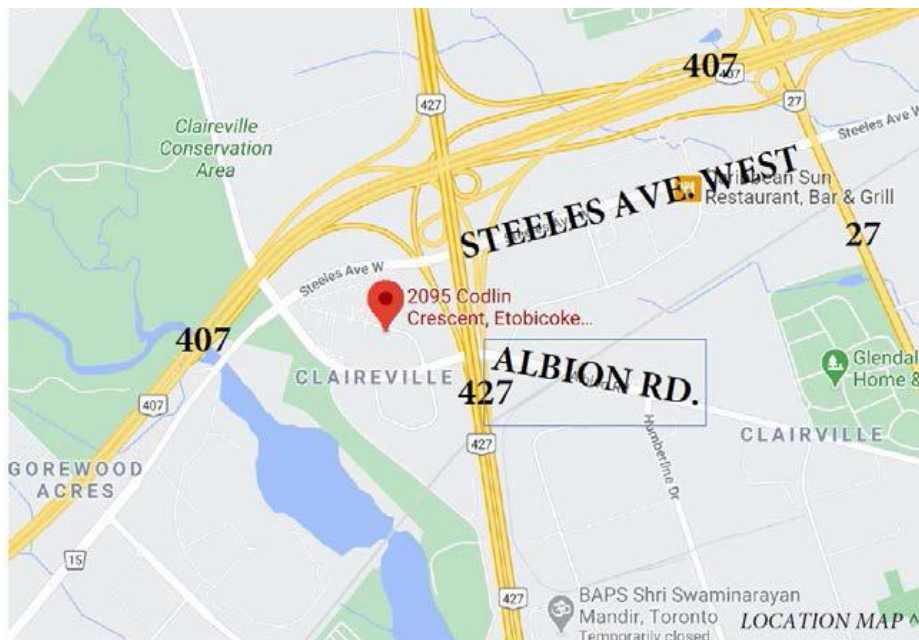 407
407
427
27
Claireville
Conservation
Area
Steeles Ave W
STEELES AVE. WEST
Sun
Restaurant, Bar & Grill
27
Steeles Ave W
2095 Codlin
Crescent, Etobicoke...
407
CLAIREVILLE
ALBION RD.
427
Glendal
Home &
407
427
CLAIRVILLE
Humberline Dr
GOREWOOD
ACRES
15
427
BAPS Shri Swaminarayan
Mandir, Toronto
Temporarily closed
LOCATION MAP